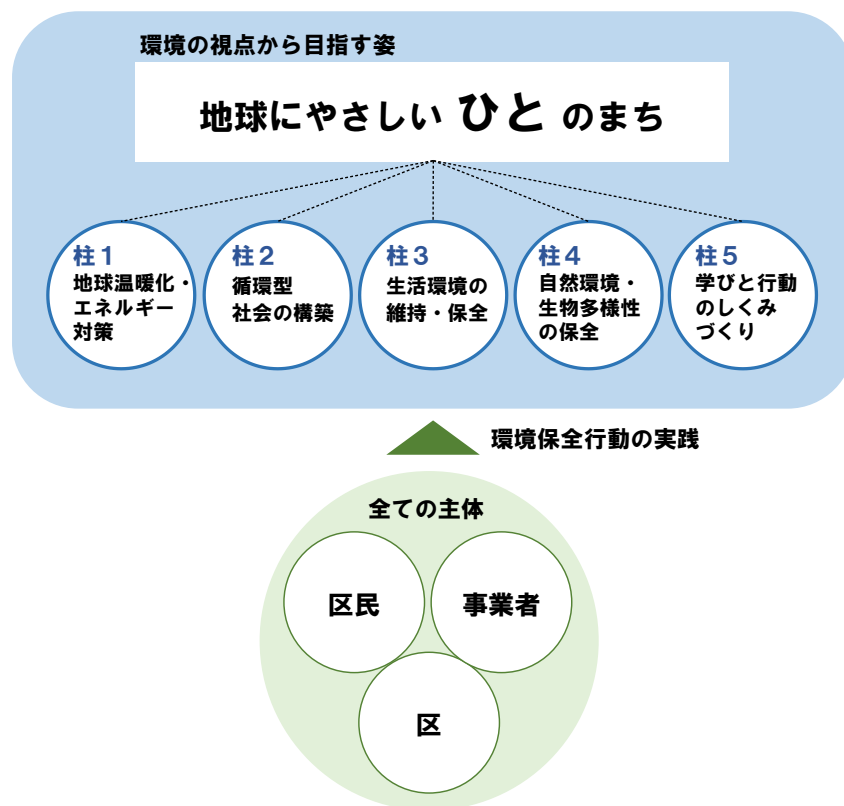 環境の視点から目指す姿
地球にやさしい ひと のまち
柱1
地球温暖化・
エネルギー
対策
柱2
循環型
社会の構築
柱3
生活環境の
維持・保全
柱4
自然環境・
生物多様性
の保全
柱5
学びと行動
のしくみ
づくり
環境保全行動の実践
全ての主体
区民
事業者
区